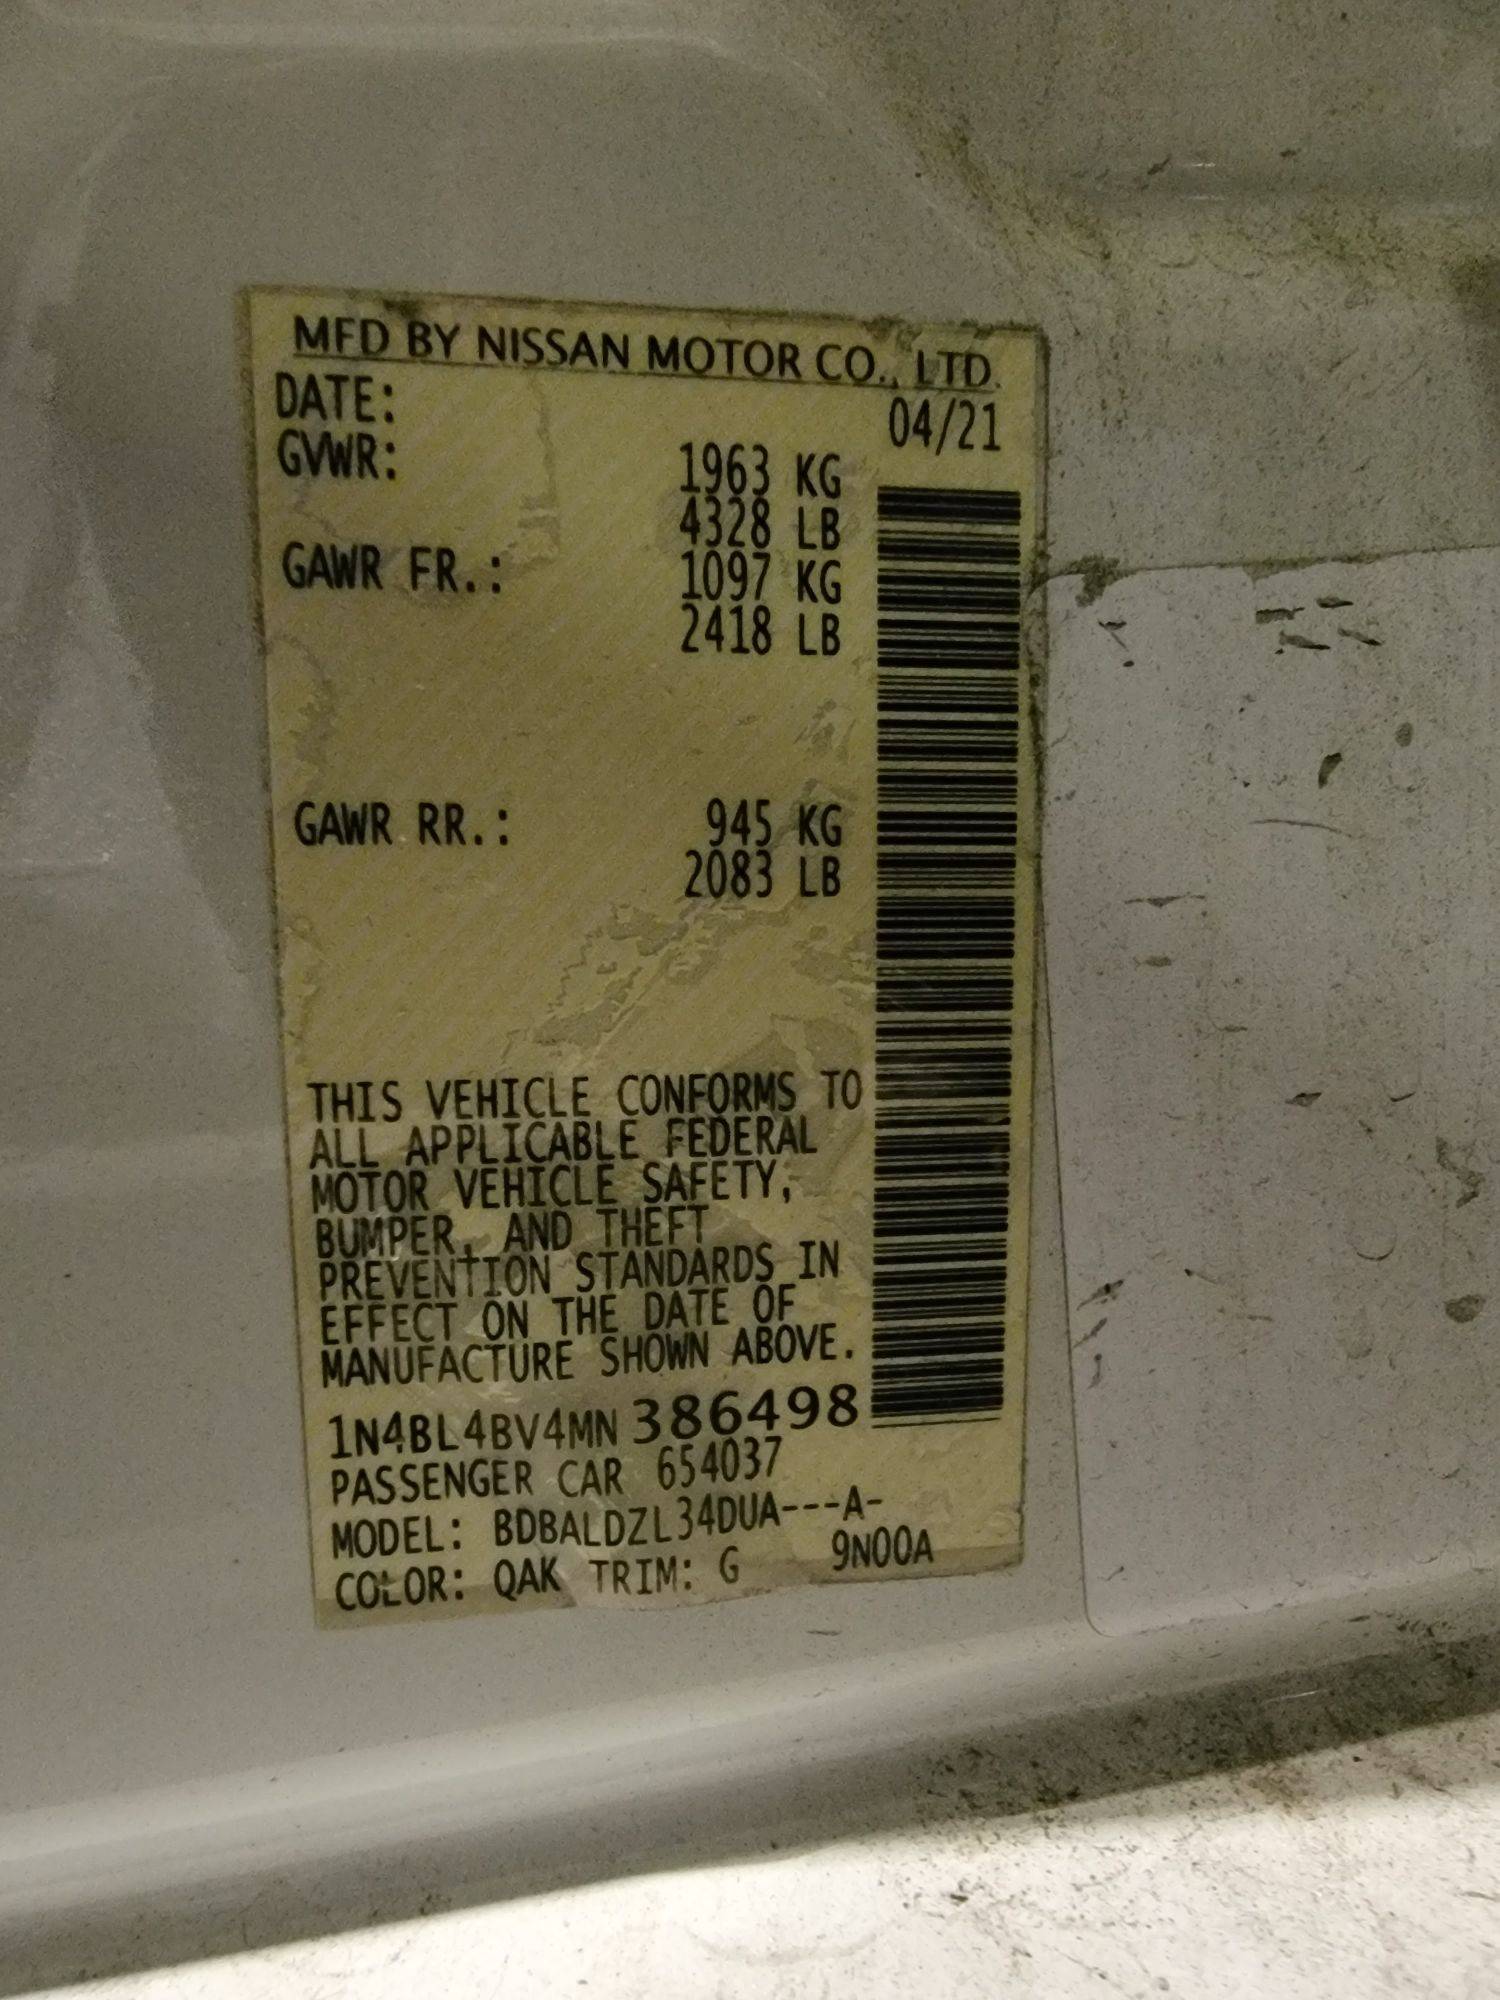 MFD BY NISSAN MOTOR CO., LTD.
DATE: 04/21
GVWR: 1963 KG
4328 LB
GAWR FR.: 1097 KG
2418 LB
GAWR RR.: 945 KG
2083 LB
THIS VEHICLE CONFORMS TO
ALL APPLICABLE FEDERAL
MOTOR VEHICLE SAFETY,
BUMPER, AND THEFT
PREVENTION STANDARDS IN
EFFECT ON THE DATE OF
MANUFACTURE SHOWN ABOVE.
1N4BL4BV4MN386498
PASSENGER CAR 654037
MODEL: BDBALDZL34DUA---A-
COLOR: QAK TRIM: G 9N00A